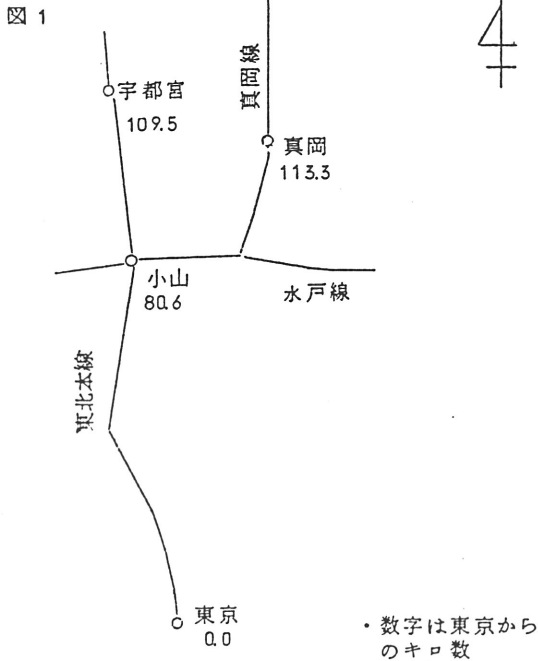 図1
宇都宮
109.5
真岡線
真岡
113.3
小山
80.6
水戸線
東北本線
東京
0.0
・数字は東京から
のキロ数